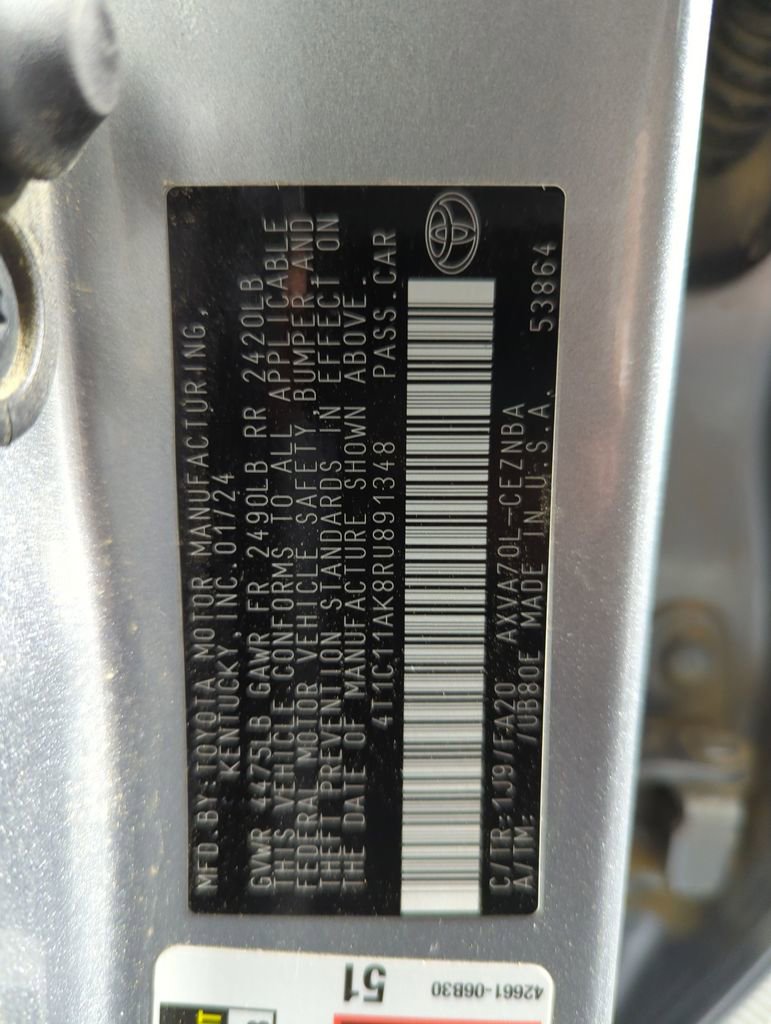 MFD.BY:TOYOTA MOTOR MANUFACTURING,
KENTUCKY, INC.01/24
GVWR 4475LB GAWR FR 2490LB RR 2420LB
THIS VEHICLE CONFORMS TO ALL APPLICABLE
FEDERAL MOTOR VEHICLE SAFETY,BUMPER AND
THEFT PREVENTION STANDARDS IN EFFECT ON
THE DATE OF MANUFACTURE SHOWN ABOVE
4T1C11AK8RU891348 PASS.CAR
C/TR:1J9/FA20 AXVA70L-CEZNBA
A/TM: /UB80E MADE IN U.S.A. 53864
51
42661-06B30